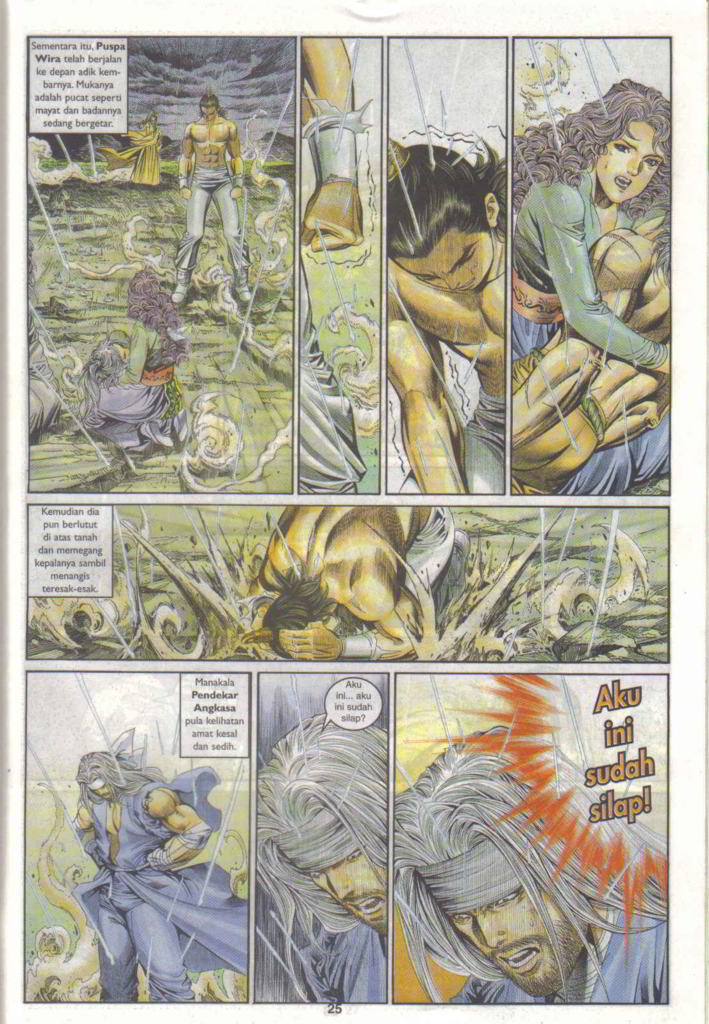 Sementara itu, Puspa
Wira telah berjalan
ke depan adik kem-
barnya. Mukanya
adalah pucat seperti
mayat dan badannya
sedang bergetar.
Kemudian dia
pun berlutut
di atas tanah
dan memegang
kepalanya sambil
menangis
teresak-esak.
Manakala
Pendekar
Angkasa
pula kelihatan
amat kesal
dan sedih.
Aku
ini... aku
ini sudah
silap?
Aku
ini
sudah
silap!
25